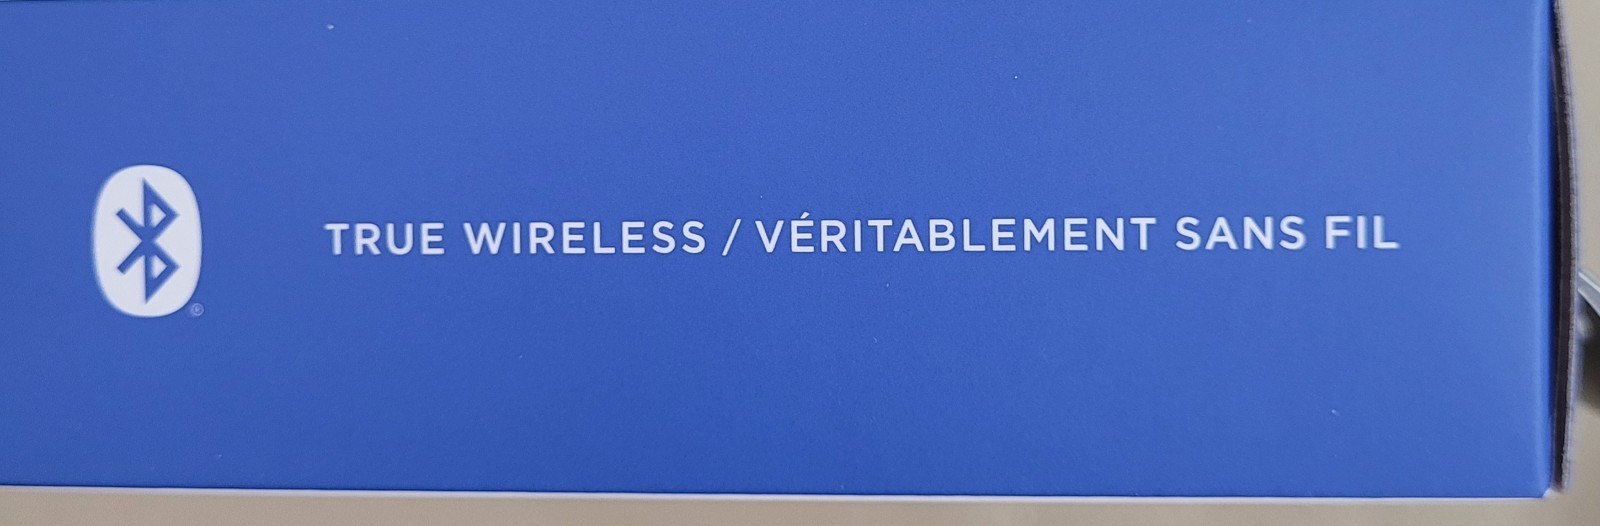 TRUE WIRELESS / VÉRITABLEMENT SANS FIL
®